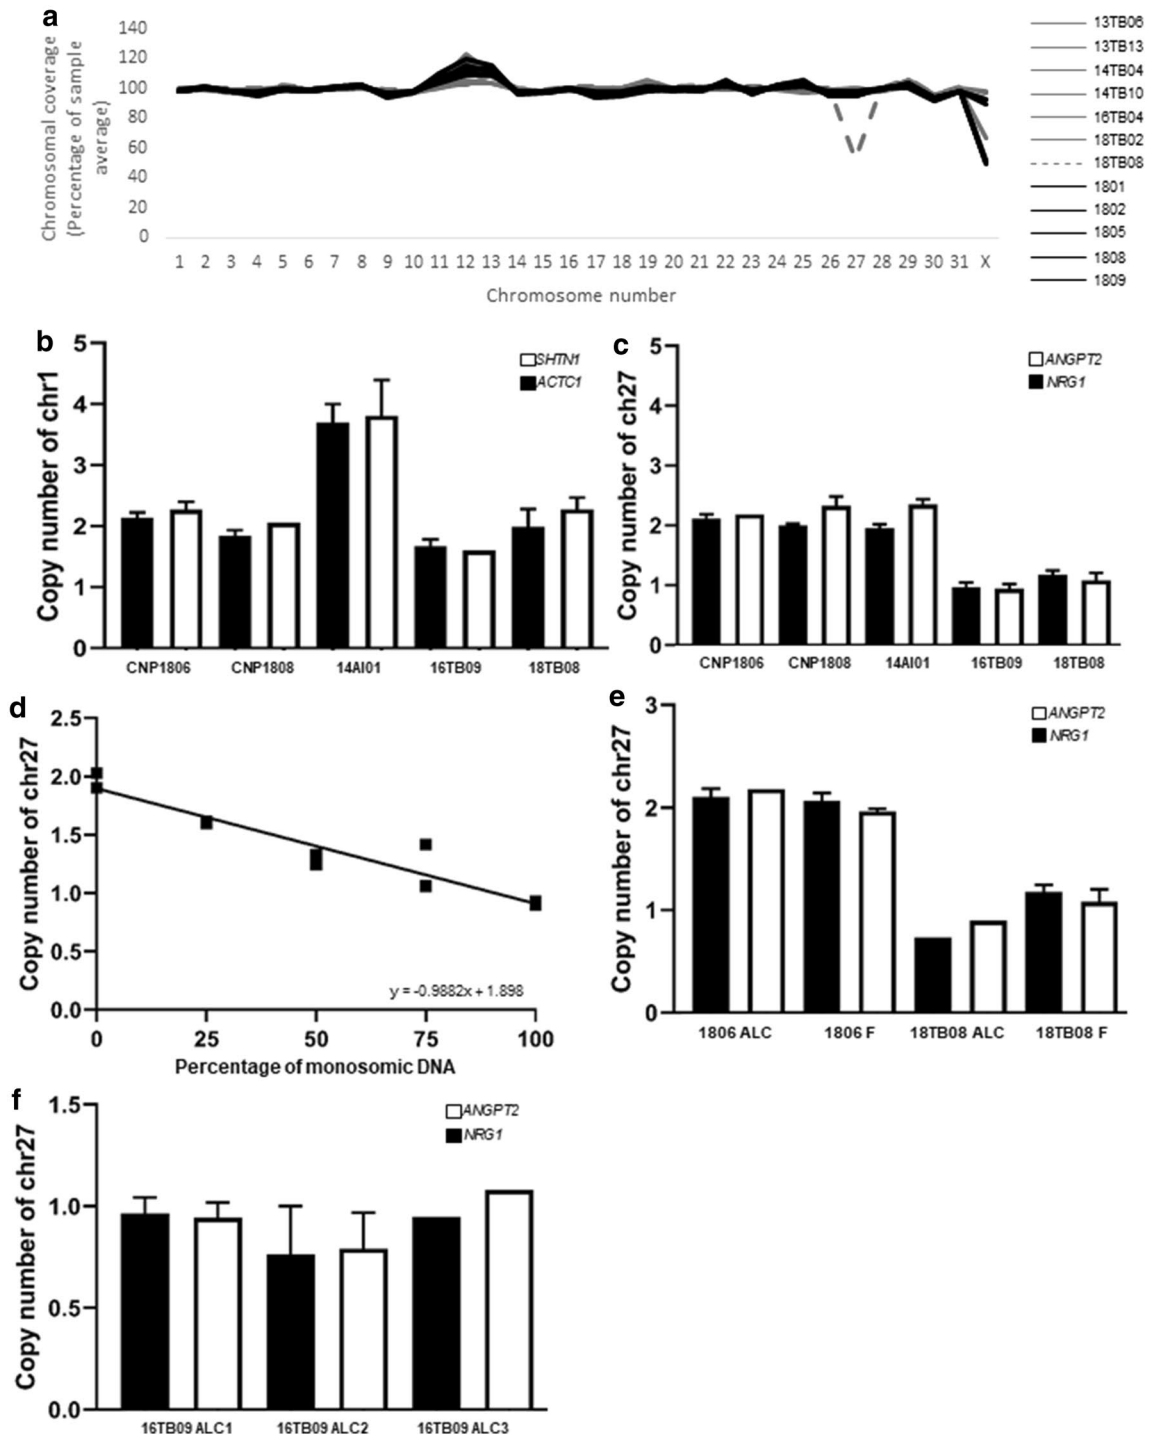 a
Chromosomal coverage
(Percentage of sample
average)
140
120
100
80
60
40
20
0
1 2 3 4 5 6 7 8 9 10 11 12 13 14 15 16 17 18 19 20 21 22 23 24 25 26 27 28 29 30 31 X
Chromosome number
13TB06
13TB13
14TB04
14TB10
16TB04
18TB02
18TB08
1801
1802
1805
1808
1809
b
Copy number of chr1
5
4
3
2
1
0
SHTN1
ACTC1
CNP1806 CNP1808 14AI01 16TB09 18TB08
c
Copy number of ch27
5
4
3
2
1
0
ANGPT2
NRG1
CNP1806 CNP1808 14AI01 16TB09 18TB08
d
Copy number of chr27
2.5
2.0
1.5
1.0
0.5
0.0
y = -0.9882x + 1.898
0 25 50 75 100
Percentage of monosomic DNA
e
Copy number of chr27
3
2
1
0
ANGPT2
NRG1
1806 ALC 1806 F 18TB08 ALC 18TB08 F
f
Copy number of chr27
1.5
1.0
0.5
0.0
ANGPT2
NRG1
16TB09 ALC1 16TB09 ALC2 16TB09 ALC3